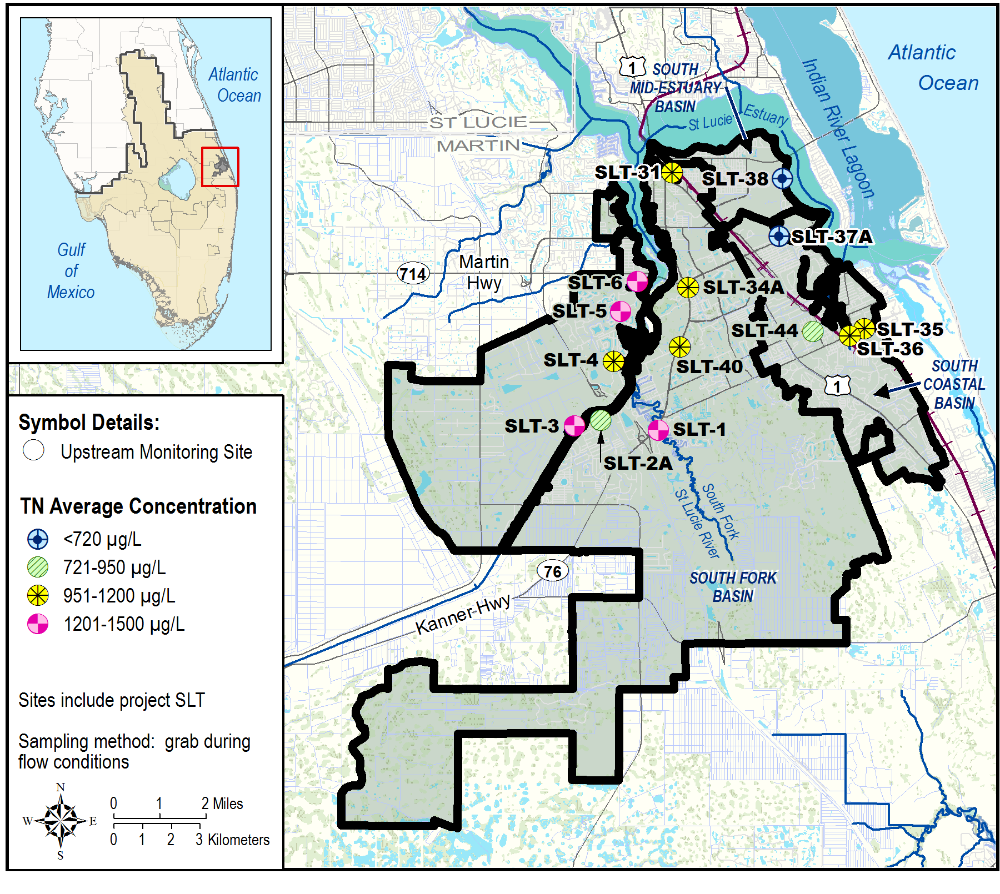 Atlantic
Ocean
Gulf
of
Mexico
Symbol Details:
Upstream Monitoring Site
TN Average Concentration
<720 µg/L
721-950 µg/L
951-1200 µg/L
1201-1500 µg/L
Sites include project SLT
Sampling method: grab during
flow conditions
N
W
E
S
0 1 2 Miles
0 1 2 3 Kilometers
Atlantic
Ocean
Indian River Lagoon
1
SOUTH
MID-ESTUARY
BASIN
St Lucie Estuary
ST LUCIE
MARTIN
SLT-31
SLT-38
SLT-37A
714
Martin
Hwy
SLT-6
SLT-34A
SLT-5
SLT-44
SLT-35
SLT-36
SLT-4
SLT-40
SOUTH
COASTAL
BASIN
1
SLT-3
SLT-1
SLT-2A
South Fork
St Lucie River
76
SOUTH FORK
BASIN
Kanner Hwy